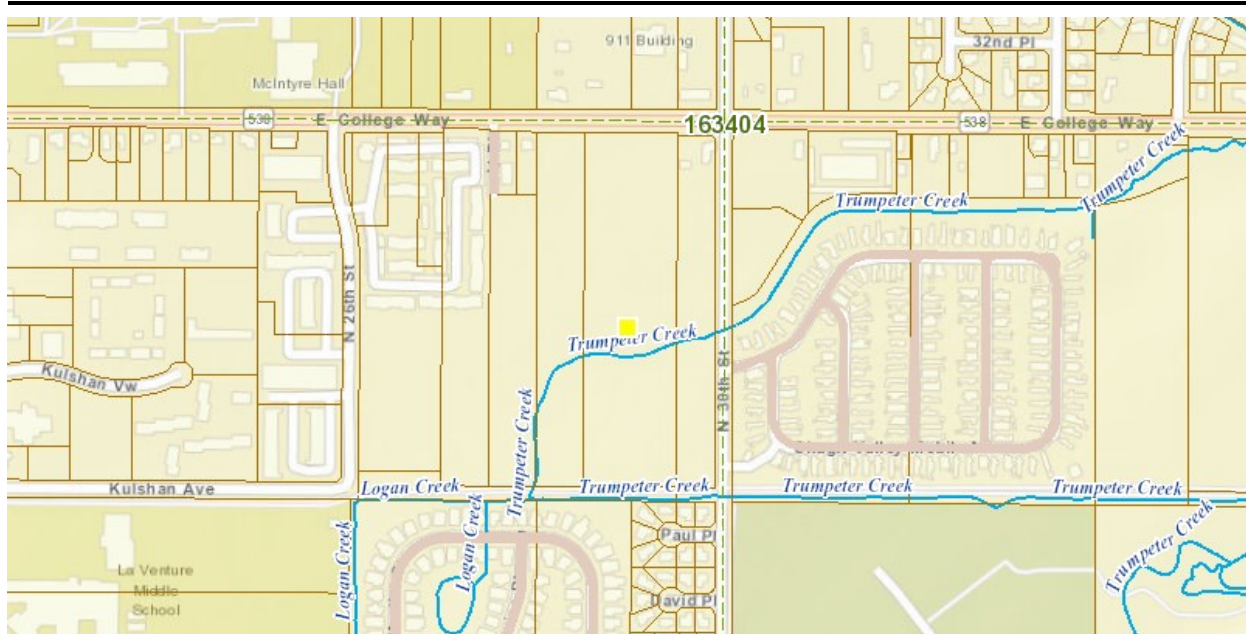 911 Building
32nd Pl
McIntyre Hall
538
E College Way
163404
538
E College Way
Trumpeter Creek
Trumpeter Creek
N 26th St
Trumpeter Creek
Kulshan Vw
N 30th St
Trumpeter Creek
Kulshan Ave
Logan Creek
Trumpeter Creek
Trumpeter Creek
Trumpeter Creek
Logan Creek
Logan Creek
Paul Pl
Trumpeter Creek
La Venture
Middle
School
David Pl